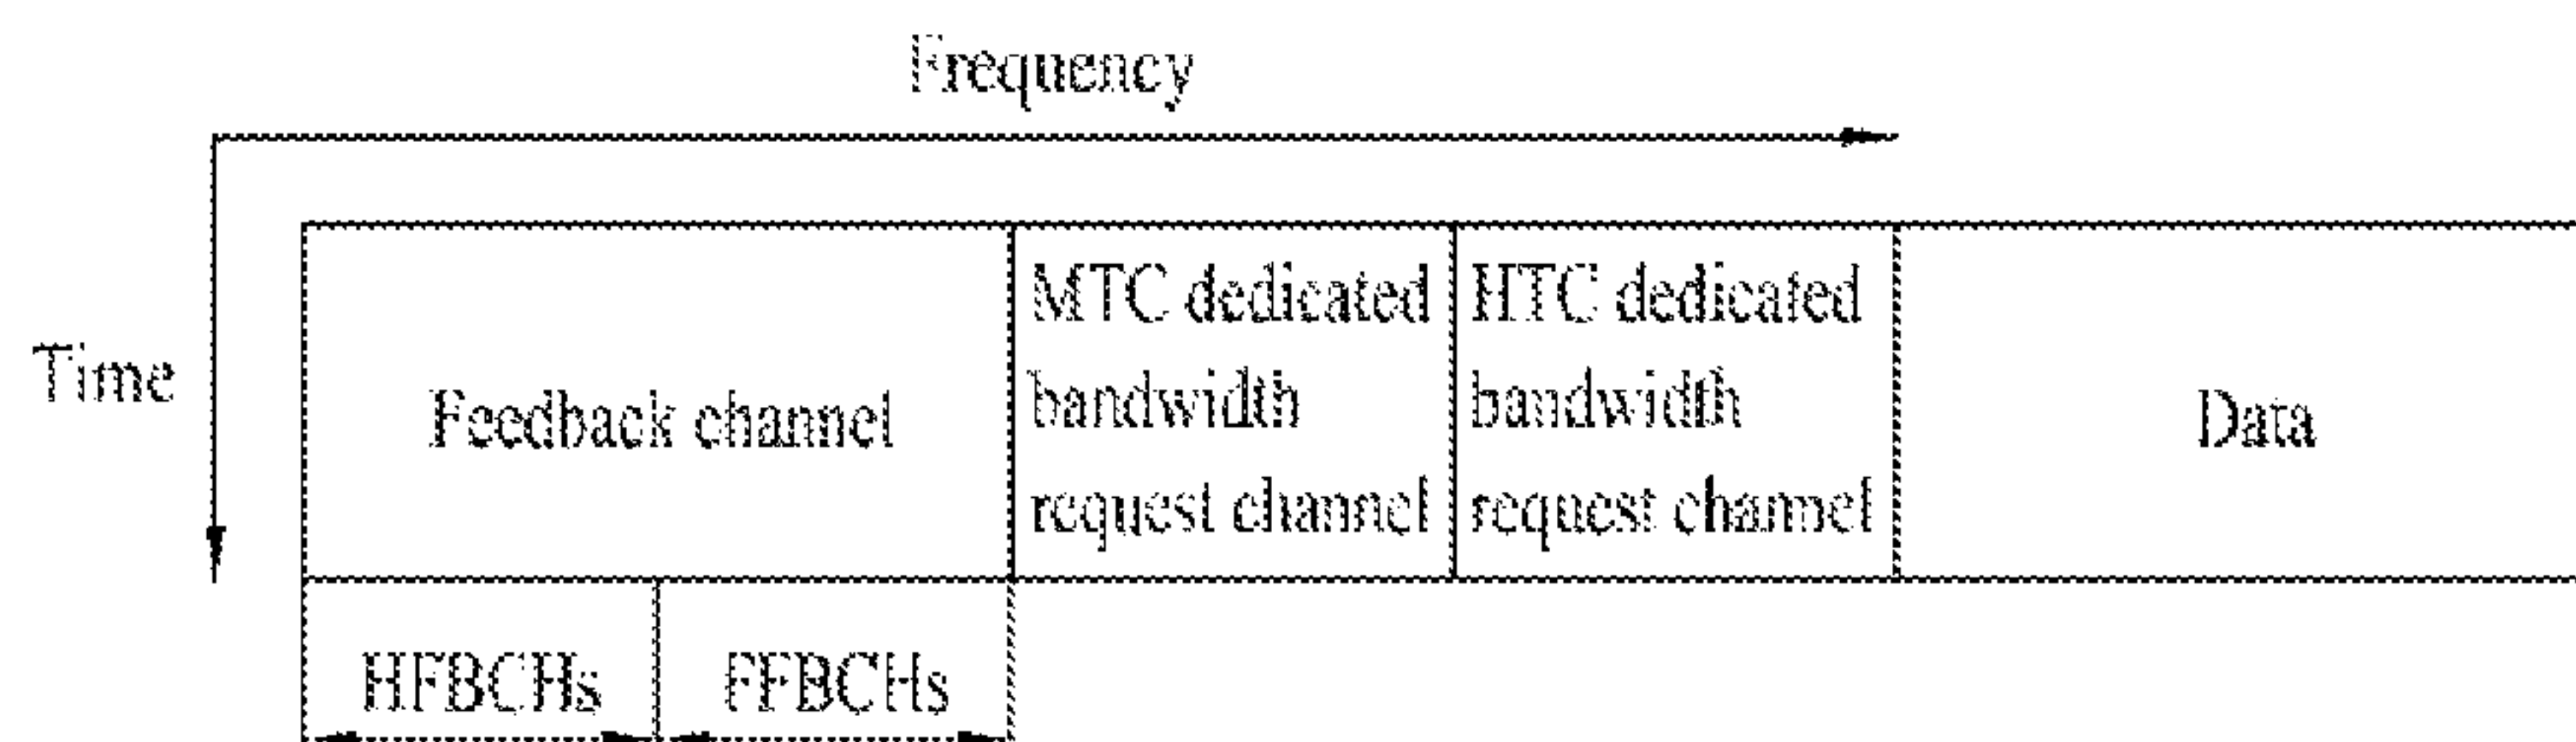 Frequency
Time
Feedback channel
MTC dedicated
bandwidth
request channel
HTC dedicated
bandwidth
request channel
Data
HFBCHs
FFBCHs